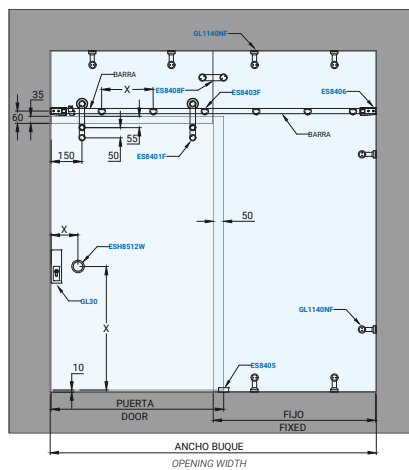 GL1140NF
BARRA
X
ES8408F
ES8403F
ES8406
35
60
BARRA
55
50
150
ES8401F
50
X
ESH8512W
GL30
X
GL1140NF
10
ES8405
PUERTA
DOOR
FIJO
FIXED
ANCHO BUQUE
OPENING WIDTH